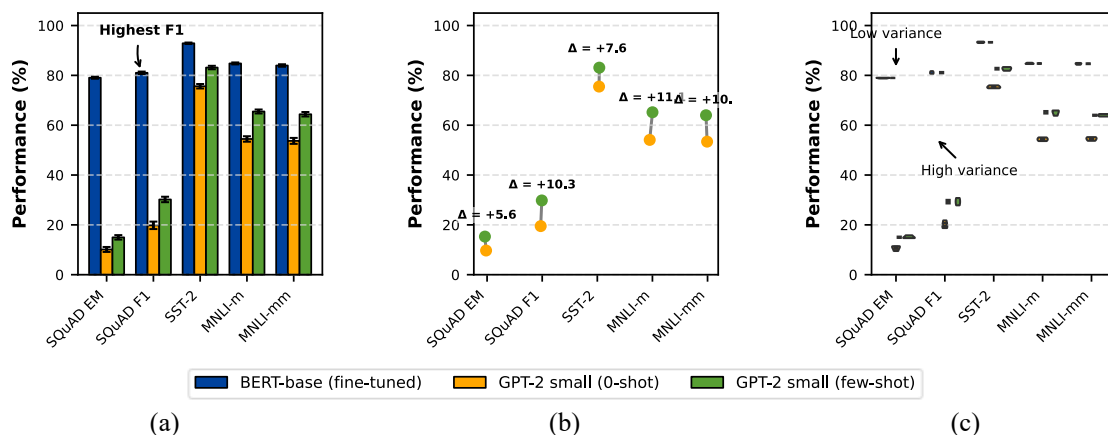 Performance (%)
100
80
60
40
20
0
Highest F1
SQuAD EM
SQuAD F1
SST-2
MNLI-m
MNLI-mm
Performance (%)
100
80
60
40
20
0
Δ = +5.6
Δ = +10.3
Δ = +7.6
Δ = +11.
Δ = +10.
SQuAD EM
SQuAD F1
SST-2
MNLI-m
MNLI-mm
Performance (%)
100
80
60
40
20
0
Low variance
High variance
SQuAD EM
SQuAD F1
SST-2
MNLI-m
MNLI-mm
BERT-base (fine-tuned)
GPT-2 small (0-shot)
GPT-2 small (few-shot)
(a)
(b)
(c)